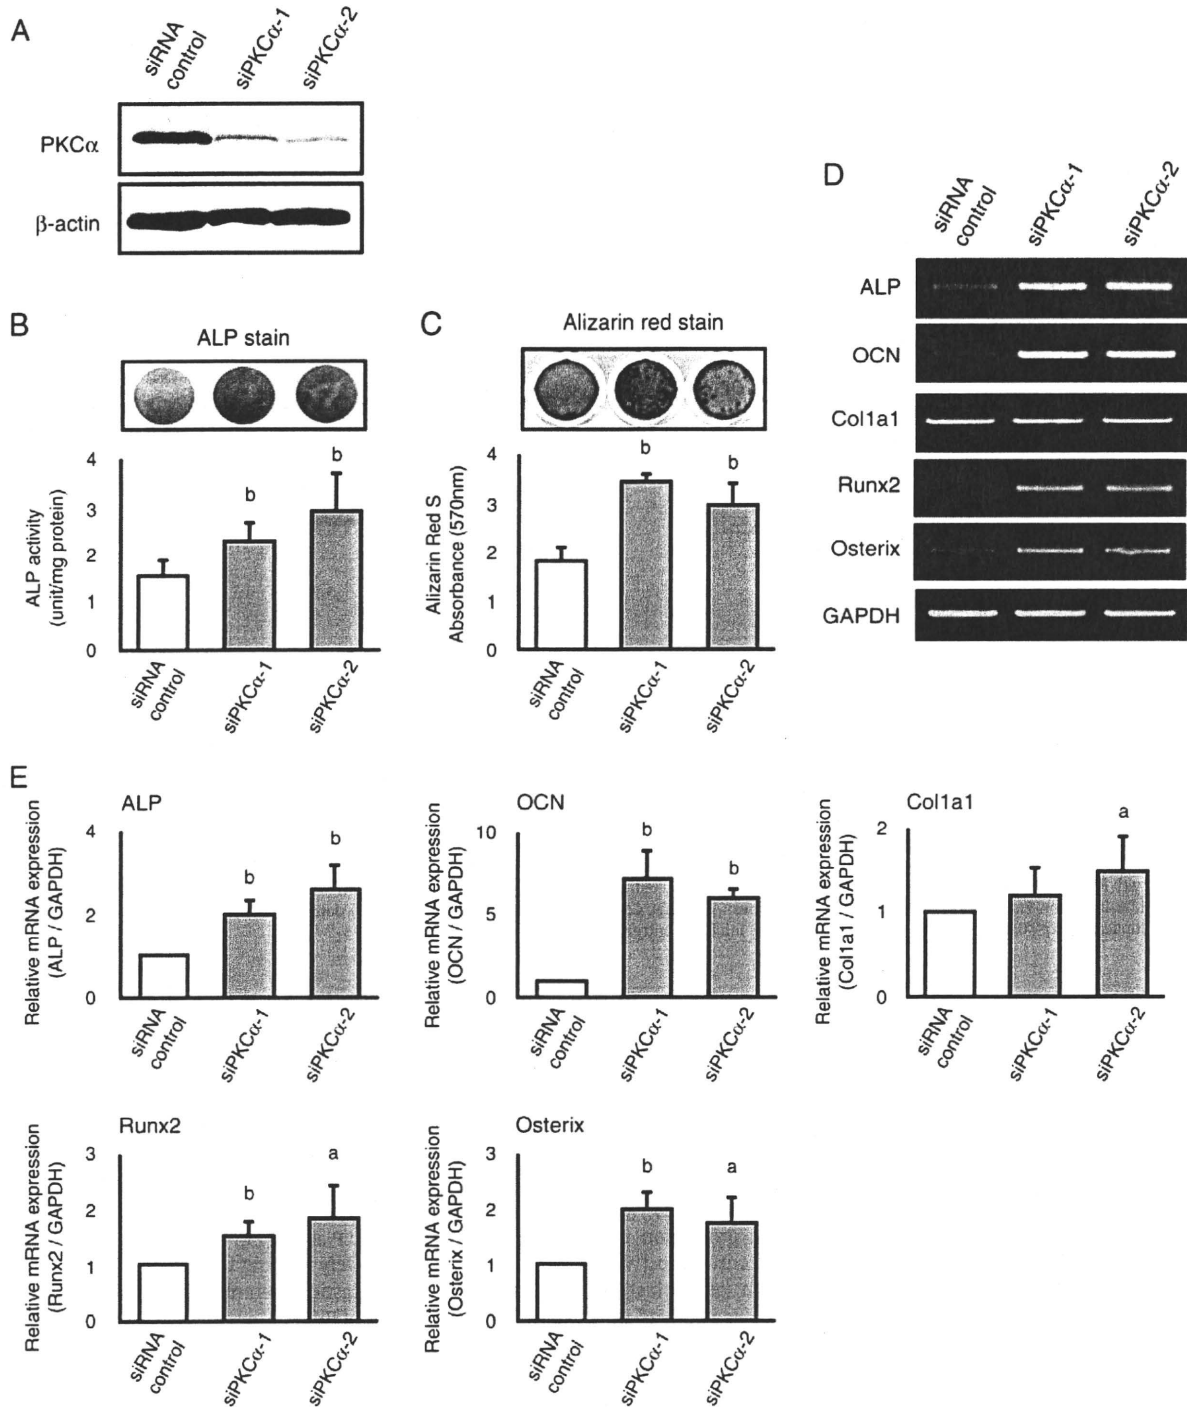 A
siRNA
control
siPKCα-1
siPKCα-2
PKCα
β-actin
B
ALP stain
4
3
2
1
0
ALP activity
(unit/mg protein)
b
b
siRNA
control
siPKCα-1
siPKCα-2
C
Alizarin red stain
4
3
2
1
0
Alizarin Red S
Absorbance (570nm)
b
b
siRNA
control
siPKCα-1
siPKCα-2
D
siRNA
control
siPKCα-1
siPKCα-2
ALP
OCN
Col1a1
Runx2
Osterix
GAPDH
E
ALP
Relative mRNA expression
(ALP / GAPDH)
4
2
0
b
b
siRNA
control
siPKCα-1
siPKCα-2
OCN
Relative mRNA expression
(OCN / GAPDH)
10
5
0
b
b
siRNA
control
siPKCα-1
siPKCα-2
Col1a1
Relative mRNA expression
(Col1a1 / GAPDH)
2
1
0
a
siRNA
control
siPKCα-1
siPKCα-2
Runx2
Relative mRNA expression
(Runx2 / GAPDH)
3
2
1
0
b
a
siRNA
control
siPKCα-1
siPKCα-2
Osterix
Relative mRNA expression
(Osterix / GAPDH)
3
2
1
0
b
a
siRNA
control
siPKCα-1
siPKCα-2